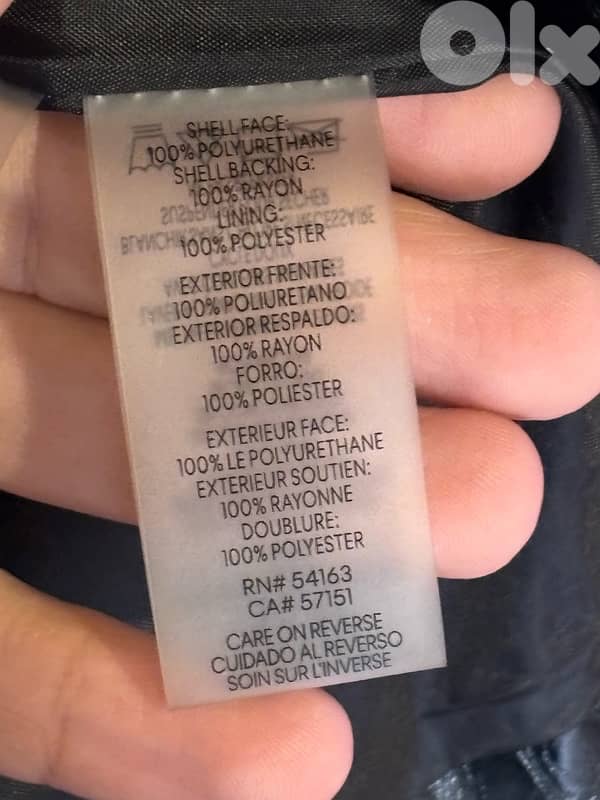 olx
SHELL FACE:
100% POLYURETHANE
SHELL BACKING:
100% RAYON
LINING:
100% POLYESTER
EXTERIOR FRENTE:
100% POLIURETANO
EXTERIOR RESPALDO:
100% RAYON
FORRO:
100% POLIESTER
EXTERIEUR FACE:
100% LE POLYURETHANE
EXTERIEUR SOUTIEN:
100% RAYONNE
DOUBLURE:
100% POLYESTER
RN# 54163
CA# 57151
CARE ON REVERSE
CUIDADO AL REVERSO
SOIN SUR L'INVERSE